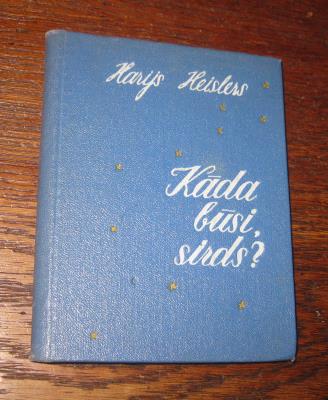 Harijs Heislers
Kāda
būsi,
sirds?